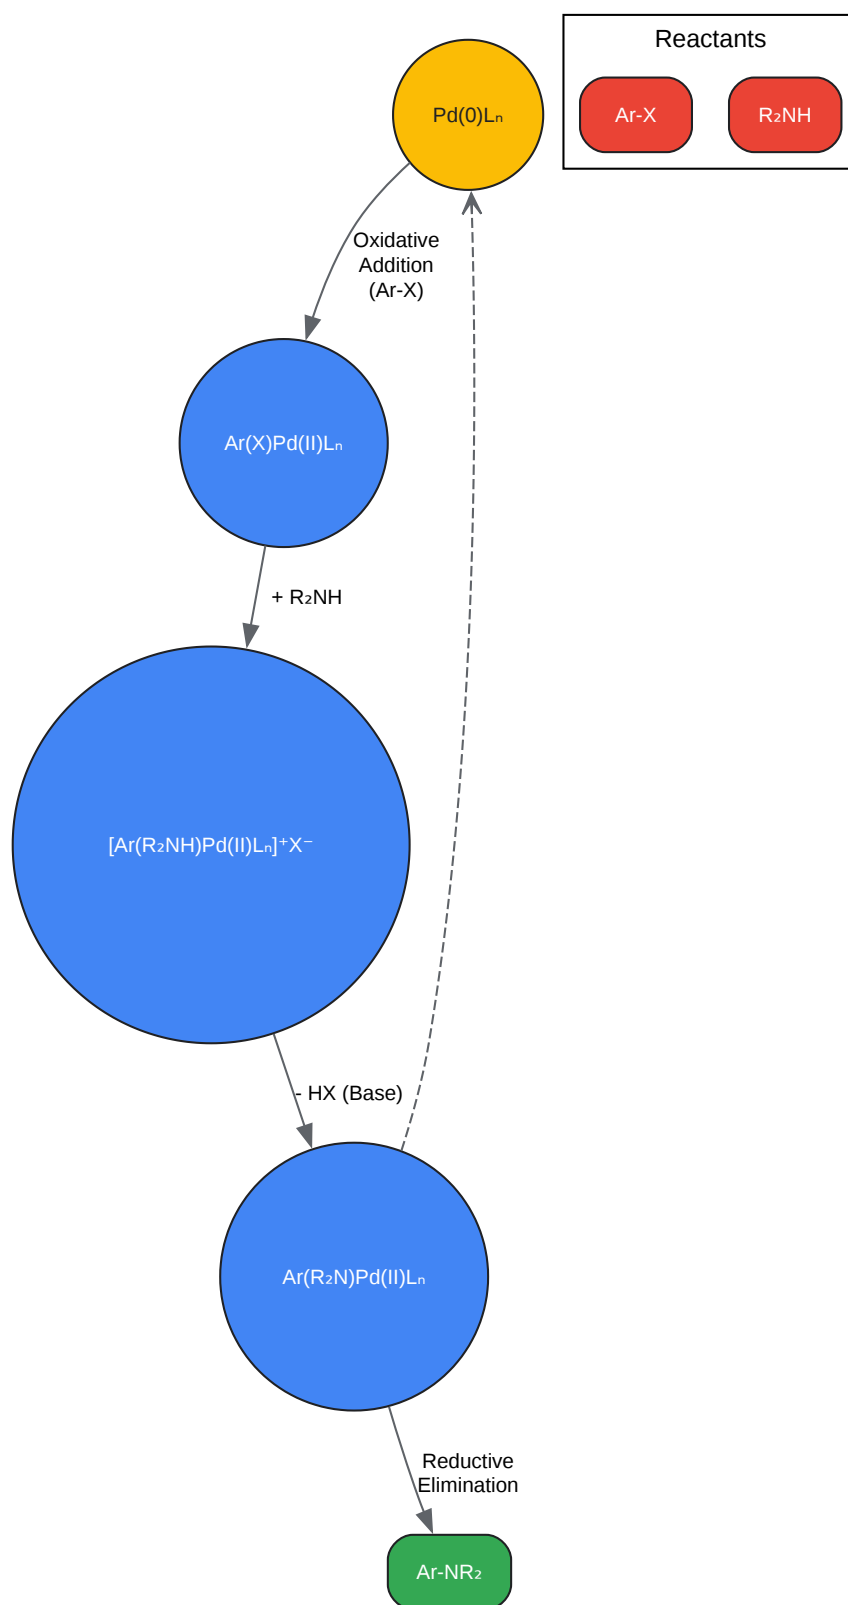 Reactants
Pd(0)Lₙ
Ar-X
R₂NH
Oxidative
Addition
(Ar-X)
Ar(X)Pd(II)Lₙ
+ R₂NH
[Ar(R₂NH)Pd(II)Lₙ]⁺X⁻
- HX (Base)
Ar(R₂N)Pd(II)Lₙ
Reductive
Elimination
Ar-NR₂